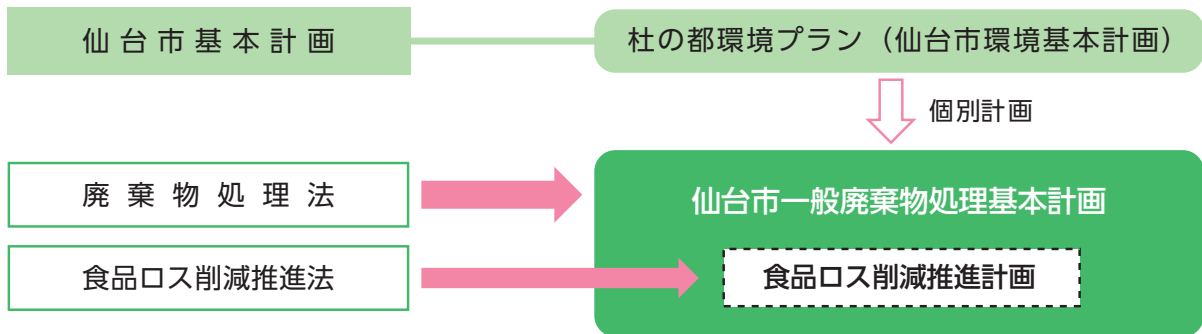 仙台市基本計画
杜の都環境プラン（仙台市環境基本計画）
個別計画
廃棄物処理法
仙台市一般廃棄物処理基本計画
食品ロス削減推進法
食品ロス削減推進計画